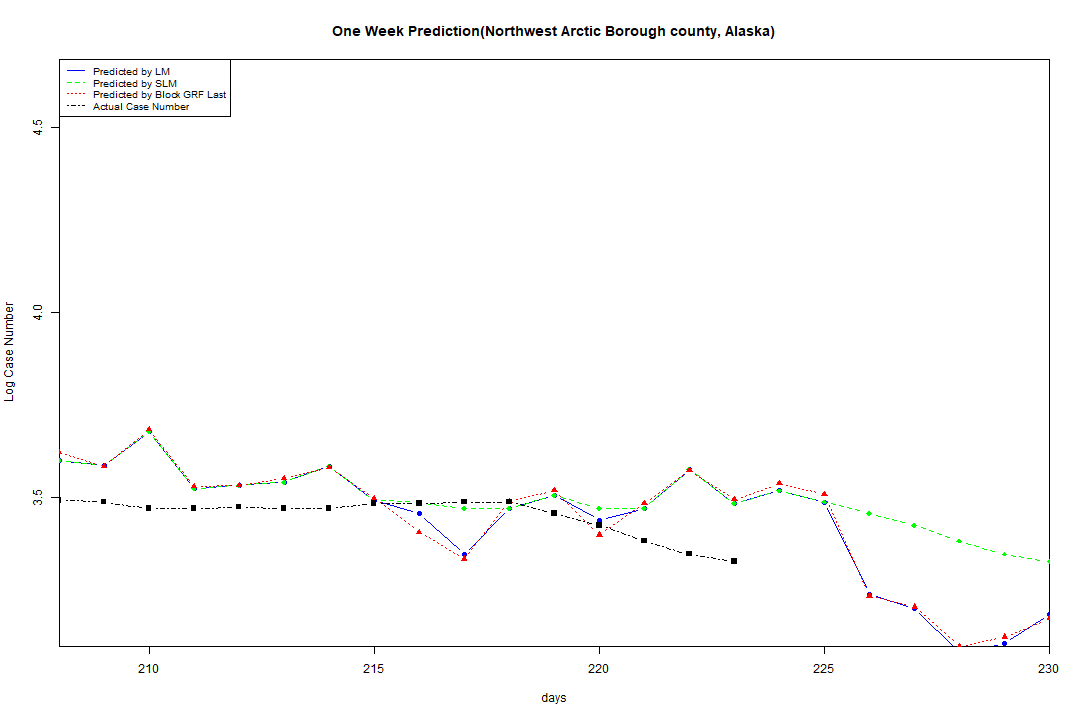 One Week Prediction(Northwest Arctic Borough county, Alaska)
Predicted by LM
Predicted by SLM
Predicted by Block GRF Last
Actual Case Number
4.5
4.0
3.5
Log Case Number
210
215
220
225
230
days